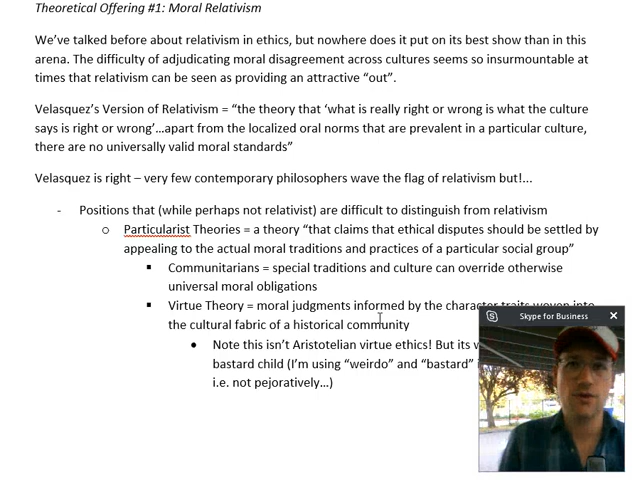 Theoretical Offering #1: Moral Relativism
We’ve talked before about relativism in ethics, but nowhere does it put on its best show than in this
arena. The difficulty of adjudicating moral disagreement across cultures seems so insurmountable at
times that relativism can be seen as providing an attractive “out”.
Velasquez’s Version of Relativism = “the theory that ‘what is really right or wrong is what the culture
says is right or wrong’...apart from the localized oral norms that are prevalent in a particular culture,
there are no universally valid moral standards”
Velasquez is right – very few contemporary philosophers wave the flag of relativism but!...
- Positions that (while perhaps not relativist) are difficult to distinguish from relativism
o Particularist Theories = a theory “that claims that ethical disputes should be settled by
appealing to the actual moral traditions and practices of a particular social group”
▪ Communitarians = special traditions and culture can override otherwise
universal moral obligations
▪ Virtue Theory = moral judgments informed by the character traits woven into
the cultural fabric of a historical community
• Note this isn’t Aristotelian virtue ethics! But its
bastard child (I’m using “weirdo” and “bastard”
i.e. not pejoratively...)
Skype for Business